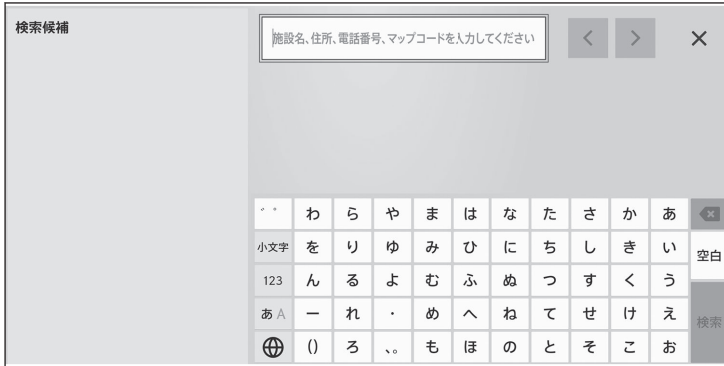 検索候補
施設名、住所、電話番号、マップコードを入力してください
゛゜ わ ら や ま は な た さ か あ
小文字 を り ゆ み ひ に ち し き い 空白
123 ん る よ む ふ ぬ つ す く う
あ A ー れ ・ め へ ね て せ け え 検索
() ろ 、。 も ほ の と そ こ お